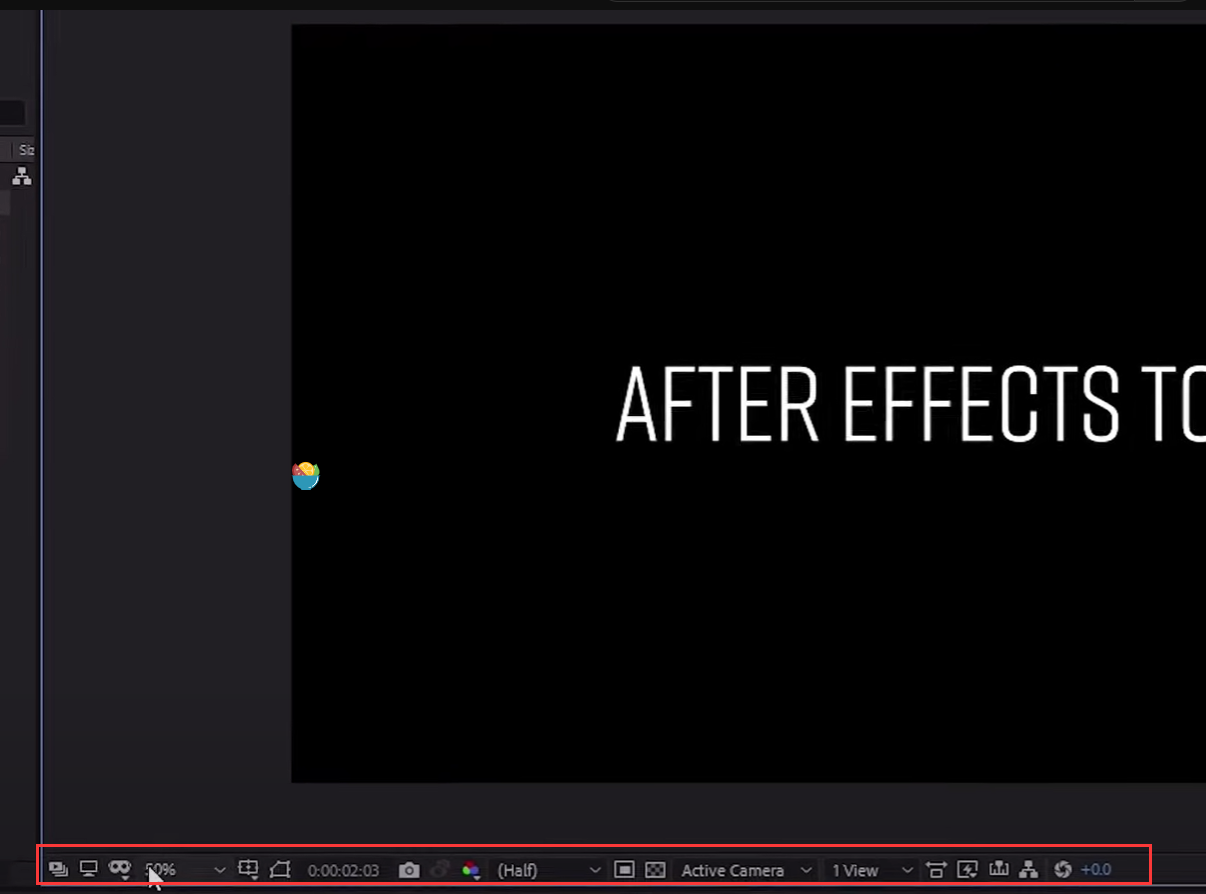 Siz
AFTER EFFECTS TO
50%
0:00:02:03
(Half)
Active Camera
1 View
+0.0